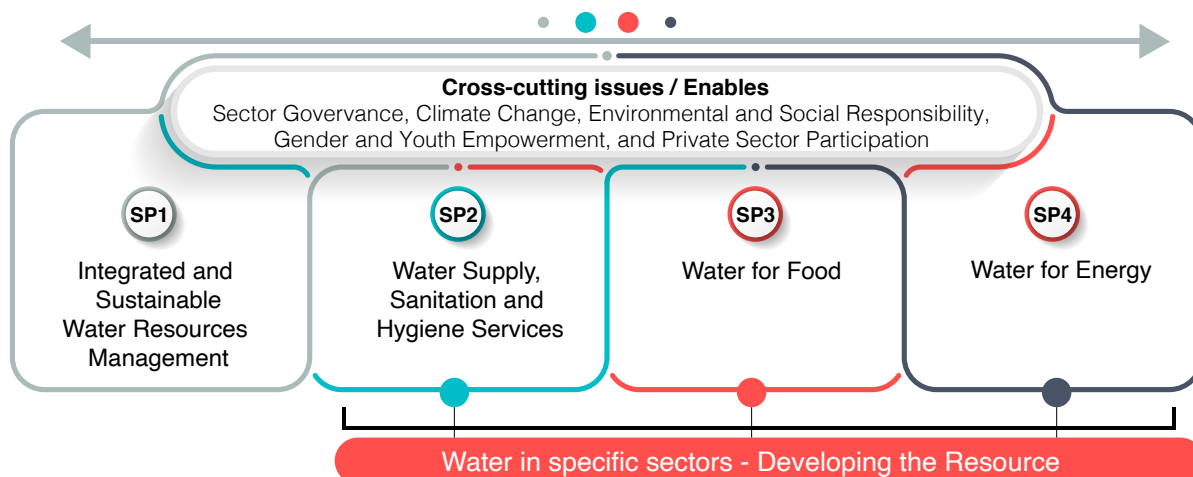 Cross-cutting issues / Enables
Sector Govervance, Climate Change, Environmental and Social Responsibility,
Gender and Youth Empowerment, and Private Sector Participation
SP1
Integrated and
Sustainable
Water Resources
Management
SP2
Water Supply,
Sanitation and
Hygiene Services
SP3
Water for Food
SP4
Water for Energy
Water in specific sectors - Developing the Resource